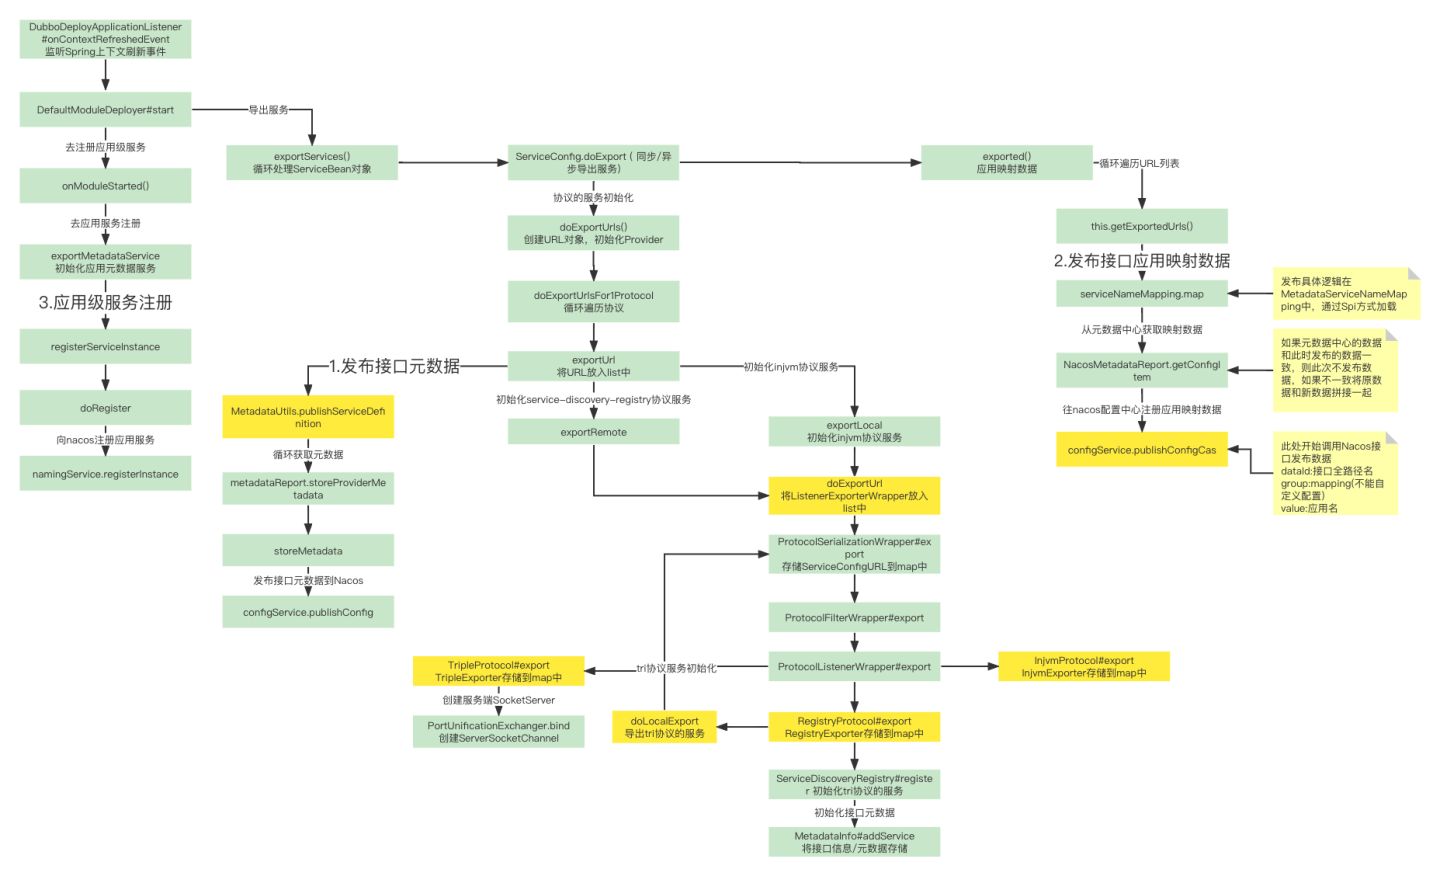 DubboDeployApplicationListener
#onContextRefreshedEvent
监听Spring上下文刷新事件
DefaultModuleDeployer#start
导出服务
去注册应用级服务
onModuleStarted()
去应用服务注册
exportMetadataService
初始化应用元数据服务
3.应用级服务注册
registerServiceInstance
doRegister
向nacos注册应用服务
namingService.registerInstance
exportServices()
循环处理ServiceBean对象
ServiceConfig.doExport ( 同步/异
步导出服务)
协议的服务初始化
doExportUrls()
创建URL对象，初始化Provider
doExportUrlsFor1Protocol
循环遍历协议
exportUrl
将URL放入list中
1.发布接口元数据
初始化injvm协议服务
初始化service-discovery-registry协议服务
exportRemote
MetadataUtils.publishServiceDefi
nition
循环获取元数据
metadataReport.storeProviderMe
tadata
storeMetadata
发布接口元数据到Nacos
configService.publishConfig
exportLocal
初始化injvm协议服务
doExportUrl
将ListenerExporterWrapper放入
list中
ProtocolSerializationWrapper#ex
port
存储ServiceConfigURL到map中
ProtocolFilterWrapper#export
ProtocolListenerWrapper#export
tri协议服务初始化
TripleProtocol#export
TripleExporter存储到map中
创建服务端SocketServer
PortUnificationExchanger.bind
创建ServerSocketChannel
InjvmProtocol#export
InjvmExporter存储到map中
doLocalExport
导出tri协议的服务
RegistryProtocol#export
RegistryExporter存储到map中
ServiceDiscoveryRegistry#registe
r 初始化tri协议的服务
初始化接口元数据
MetadataInfo#addService
将接口信息/元数据存储
exported()
应用映射数据
循环遍历URL列表
this.getExportedUrls()
2.发布接口应用映射数据
serviceNameMapping.map
从元数据中心获取映射数据
NacosMetadataReport.getConfigI
tem
往nacos配置中心注册应用映射数据
configService.publishConfigCas
发布具体逻辑在
MetadataServiceNameMap
ping中，通过Spi方式加载
如果元数据中心的数据
和此时发布的数据一
致，则此次不发布数
据，如果不一致将原数
据和新数据拼接一起
此处开始调用Nacos接
口发布数据
dataId:接口全路径名
group:mapping(不能自
定义配置)
value:应用名